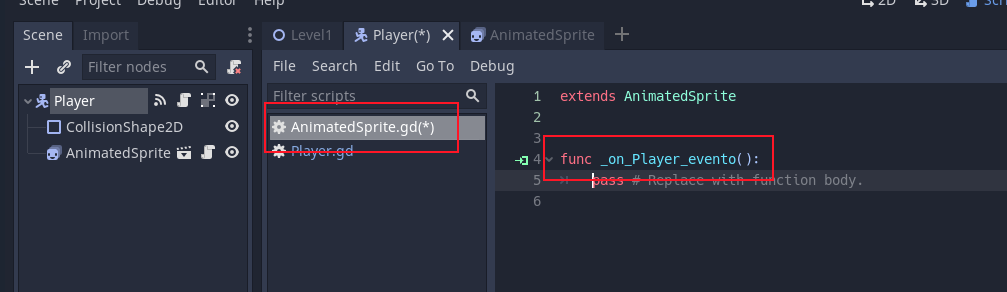 Scene Project Debug Editor Help
2D 3D Scri
Scene Import
Level1 Player(*) AnimatedSprite
Filter nodes
File Search Edit Go To Debug
Player
Filter scripts
CollisionShape2D
AnimatedSprite.gd(*)
AnimatedSprite
Player.gd
1 extends AnimatedSprite
2
3
4 func _on_Player_evento():
5 pass # Replace with function body.
6